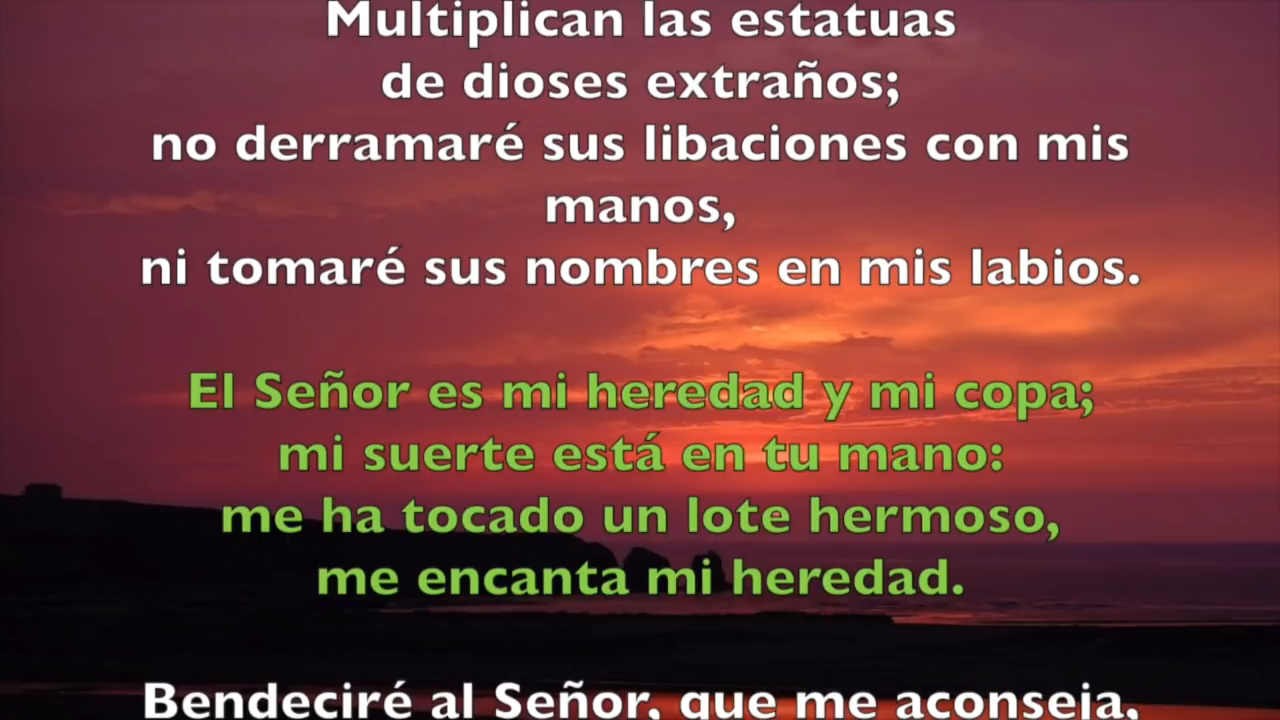 Multiplican las estatuas
de dioses extraños;
no derramaré sus libaciones con mis
manos,
ni tomaré sus nombres en mis labios.
El Señor es mi heredad y mi copa;
mi suerte está en tu mano:
me ha tocado un lote hermoso,
me encanta mi heredad.
Bendeciré al Señor, que me aconseja,